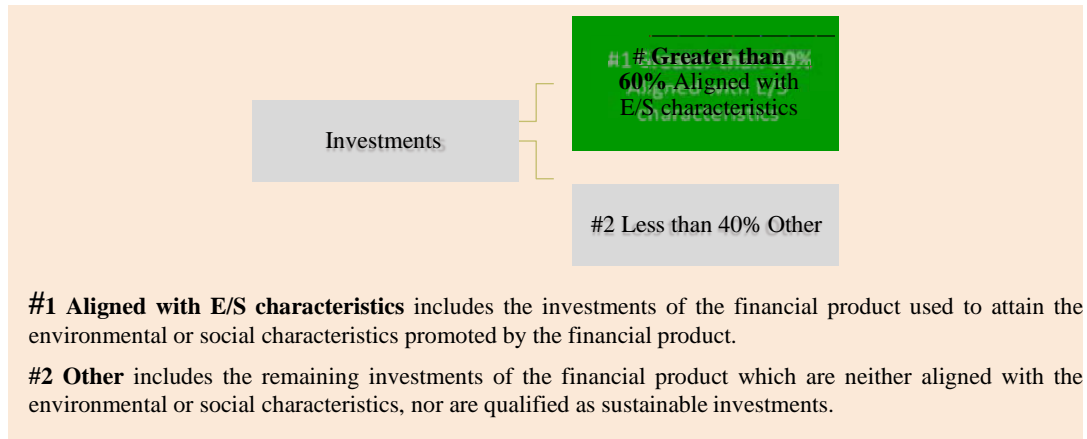 # Greater than
60% Aligned with
E/S characteristics
Investments
#2 Less than 40% Other
#1 Aligned with E/S characteristics includes the investments of the financial product used to attain the
environmental or social characteristics promoted by the financial product.
#2 Other includes the remaining investments of the financial product which are neither aligned with the
environmental or social characteristics, nor are qualified as sustainable investments.